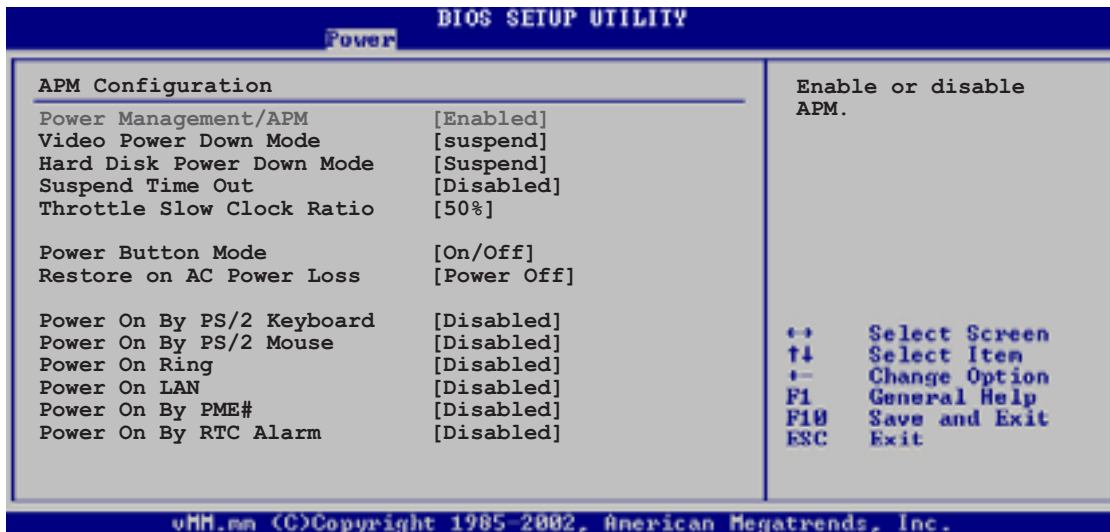 BIOS SETUP UTILITY
Power
APM Configuration
Power Management/APM [Enabled]
Video Power Down Mode [suspend]
Hard Disk Power Down Mode [Suspend]
Suspend Time Out [Disabled]
Throttle Slow Clock Ratio [50%]
Power Button Mode [On/Off]
Restore on AC Power Loss [Power Off]
Power On By PS/2 Keyboard [Disabled]
Power On By PS/2 Mouse [Disabled]
Power On Ring [Disabled]
Power On LAN [Disabled]
Power On By PME# [Disabled]
Power On By RTC Alarm [Disabled]
Enable or disable
APM.
↔ Select Screen
↑↓ Select Item
+- Change Option
F1 General Help
F10 Save and Exit
ESC Exit
vMM.mm (C)Copyright 1985-2002, American Megatrends, Inc.